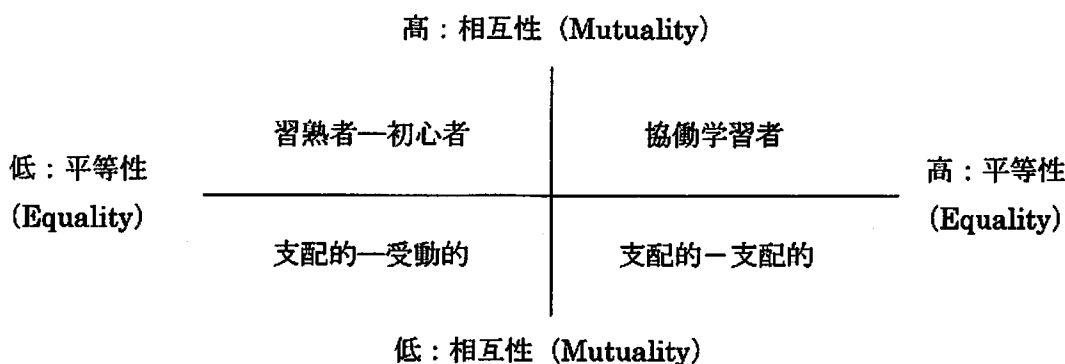 高：相互性 (Mutuality)
習熟者―初心者
協働学習者
低：平等性
(Equality)
高：平等性
(Equality)
支配的―受動的
支配的－支配的
低：相互性 (Mutuality)